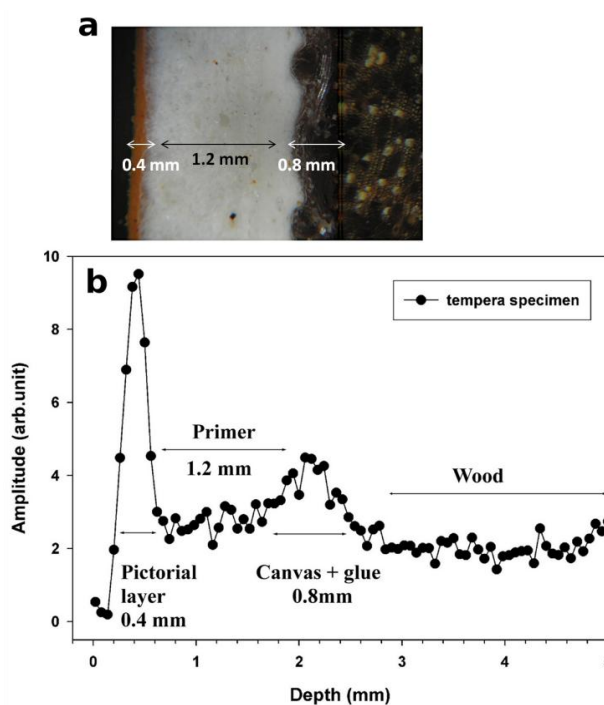 a
0.4 mm
1.2 mm
0.8 mm
b
tempera specimen
Primer
1.2 mm
Wood
Pictorial
layer
0.4 mm
Canvas + glue
0.8mm
Amplitude (arb.unit)
10
8
6
4
2
0
0
1
2
3
4
Depth (mm)